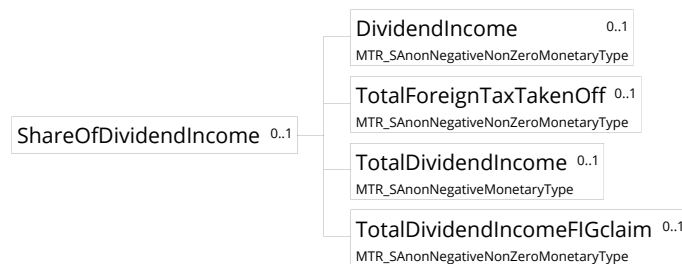 DividendIncome 0..1
MTR_SAnonNegativeNonZeroMonetaryType
TotalForeignTaxTakenOff 0..1
MTR_SAnonNegativeNonZeroMonetaryType
ShareOfDividendIncome 0..1
TotalDividendIncome 0..1
MTR_SAnonNegativeMonetaryType
TotalDividendIncomeFIGclaim 0..1
MTR_SAnonNegativeNonZeroMonetaryType